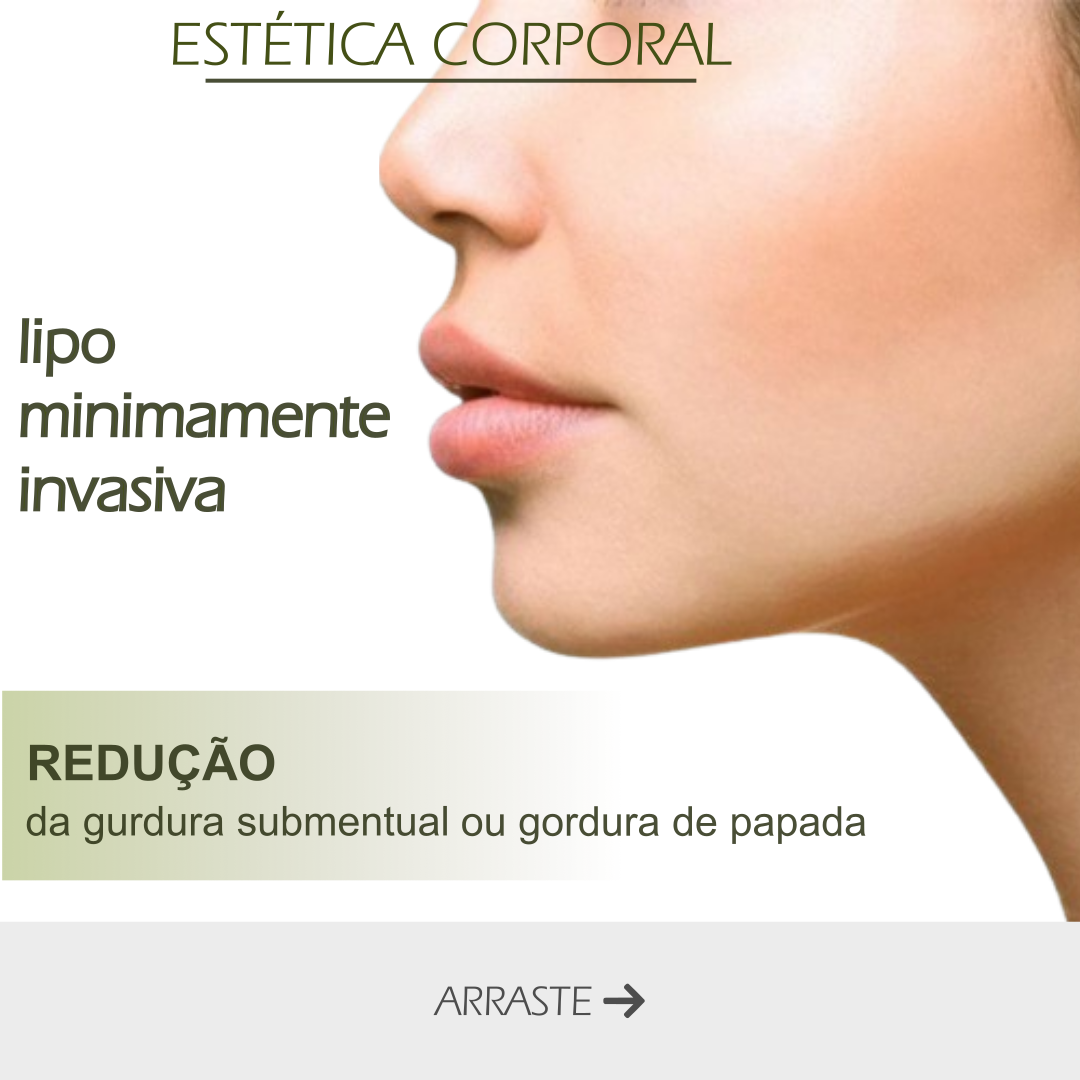 ESTÉTICA CORPORAL
lipo
minimamente
invasiva
REDUÇÃO
da gurdura submentual ou gordura de papada
ARRASTE